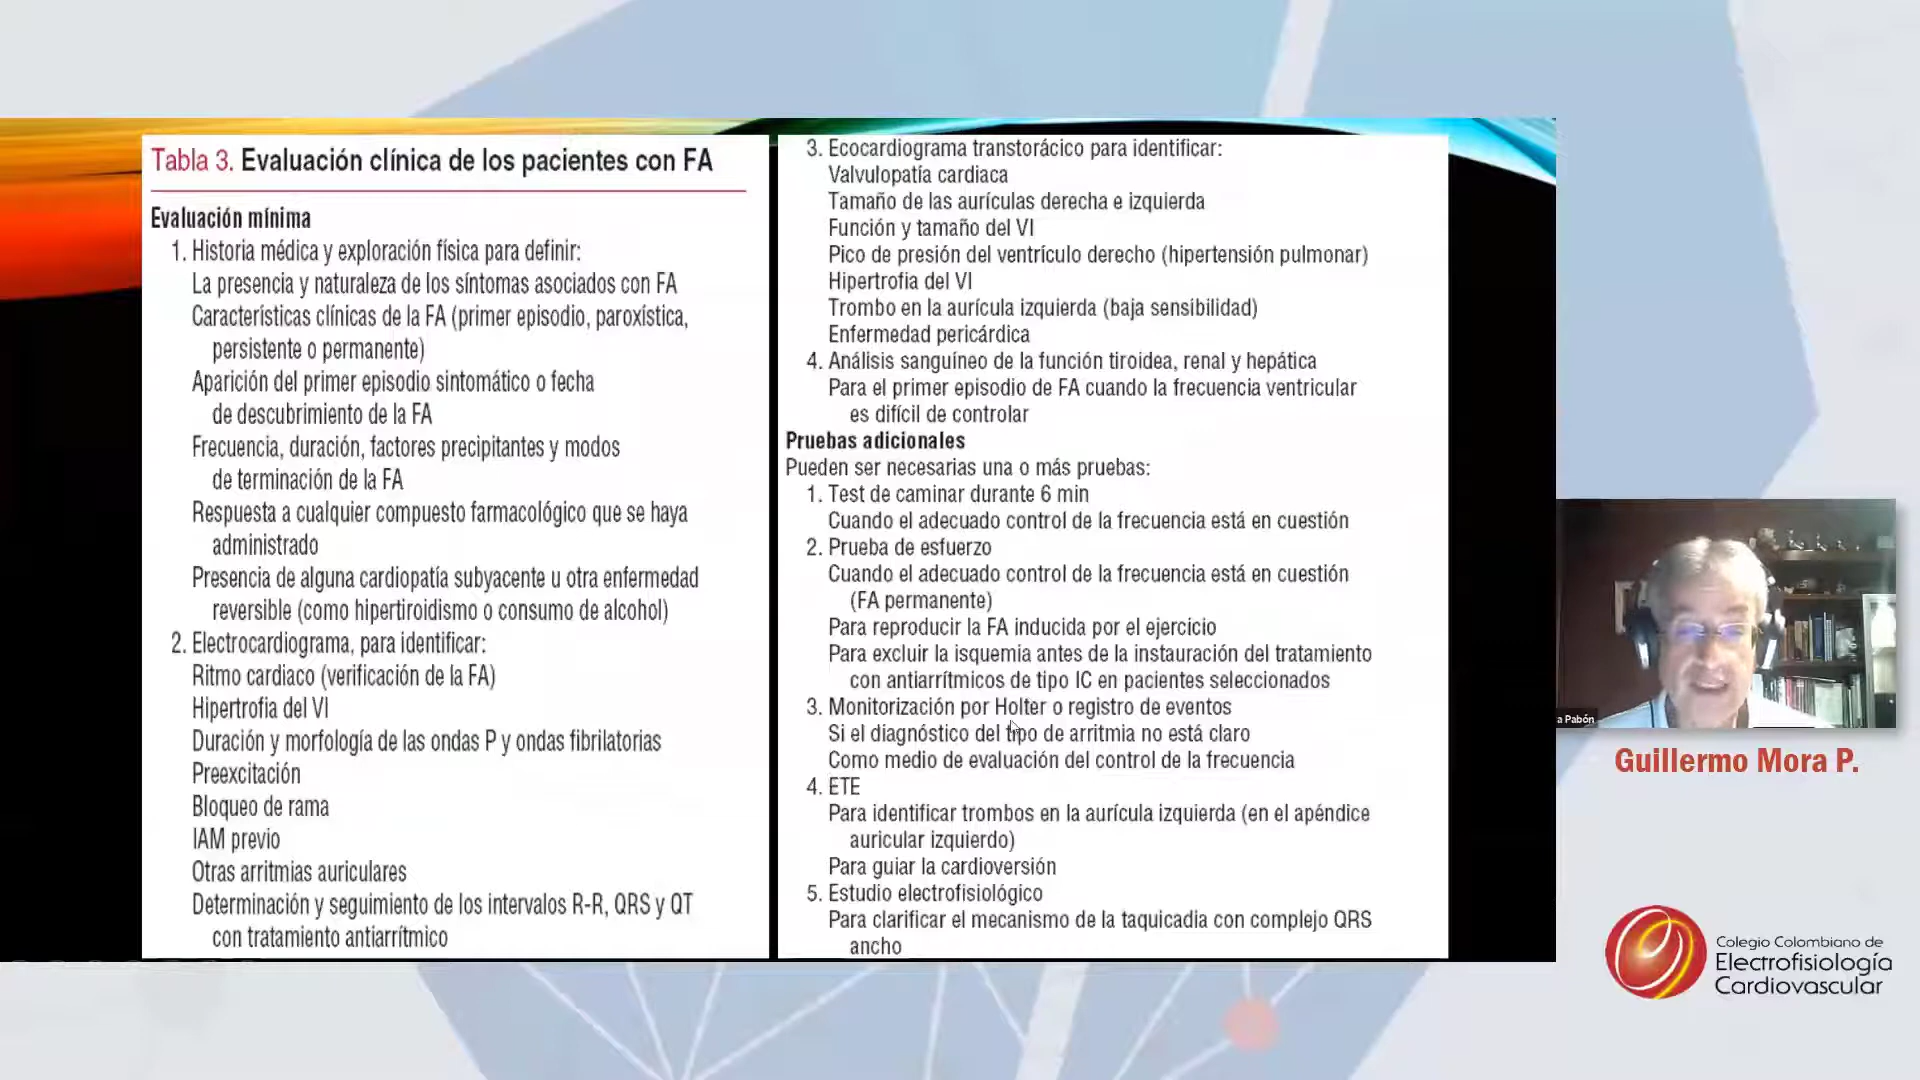 Tabla 3. Evaluación clínica de los pacientes con FA
Evaluación mínima
1. Historia médica y exploración física para definir:
La presencia y naturaleza de los síntomas asociados con FA
Características clínicas de la FA (primer episodio, paroxística,
persistente o permanente)
Aparición del primer episodio sintomático o fecha
de descubrimiento de la FA
Frecuencia, duración, factores precipitantes y modos
de terminación de la FA
Respuesta a cualquier compuesto farmacológico que se haya
administrado
Presencia de alguna cardiopatía subyacente u otra enfermedad
reversible (como hipertiroidismo o consumo de alcohol)
2. Electrocardiograma, para identificar:
Ritmo cardiaco (verificación de la FA)
Hipertrofia del VI
Duración y morfología de las ondas P y ondas fibrilatorias
Preexcitación
Bloqueo de rama
IAM previo
Otras arritmias auriculares
Determinación y seguimiento de los intervalos R-R, QRS y QT
con tratamiento antiarrítmico
3. Ecocardiograma transtorácico para identificar:
Valvulopatía cardiaca
Tamaño de las aurículas derecha e izquierda
Función y tamaño del VI
Pico de presión del ventrículo derecho (hipertensión pulmonar)
Hipertrofia del VI
Trombo en la aurícula izquierda (baja sensibilidad)
Enfermedad pericárdica
4. Análisis sanguíneo de la función tiroidea, renal y hepática
Para el primer episodio de FA cuando la frecuencia ventricular
es difícil de controlar
Pruebas adicionales
Pueden ser necesarias una o más pruebas:
1. Test de caminar durante 6 min
Cuando el adecuado control de la frecuencia está en cuestión
2. Prueba de esfuerzo
Cuando el adecuado control de la frecuencia está en cuestión
(FA permanente)
Para reproducir la FA inducida por el ejercicio
Para excluir la isquemia antes de la instauración del tratamiento
con antiarrítmicos de tipo IC en pacientes seleccionados
3. Monitorización por Holter o registro de eventos
Si el diagnóstico del tipo de arritmia no está claro
Como medio de evaluación del control de la frecuencia
4. ETE
Para identificar trombos en la aurícula izquierda (en el apéndice
auricular izquierdo)
Para guiar la cardioversión
5. Estudio electrofisiológico
Para clarificar el mecanismo de la taquicadia con complejo QRS
ancho
a Pabón
Guillermo Mora P.
Colegio Colombiano de
Electrofisiología
Cardiovascular